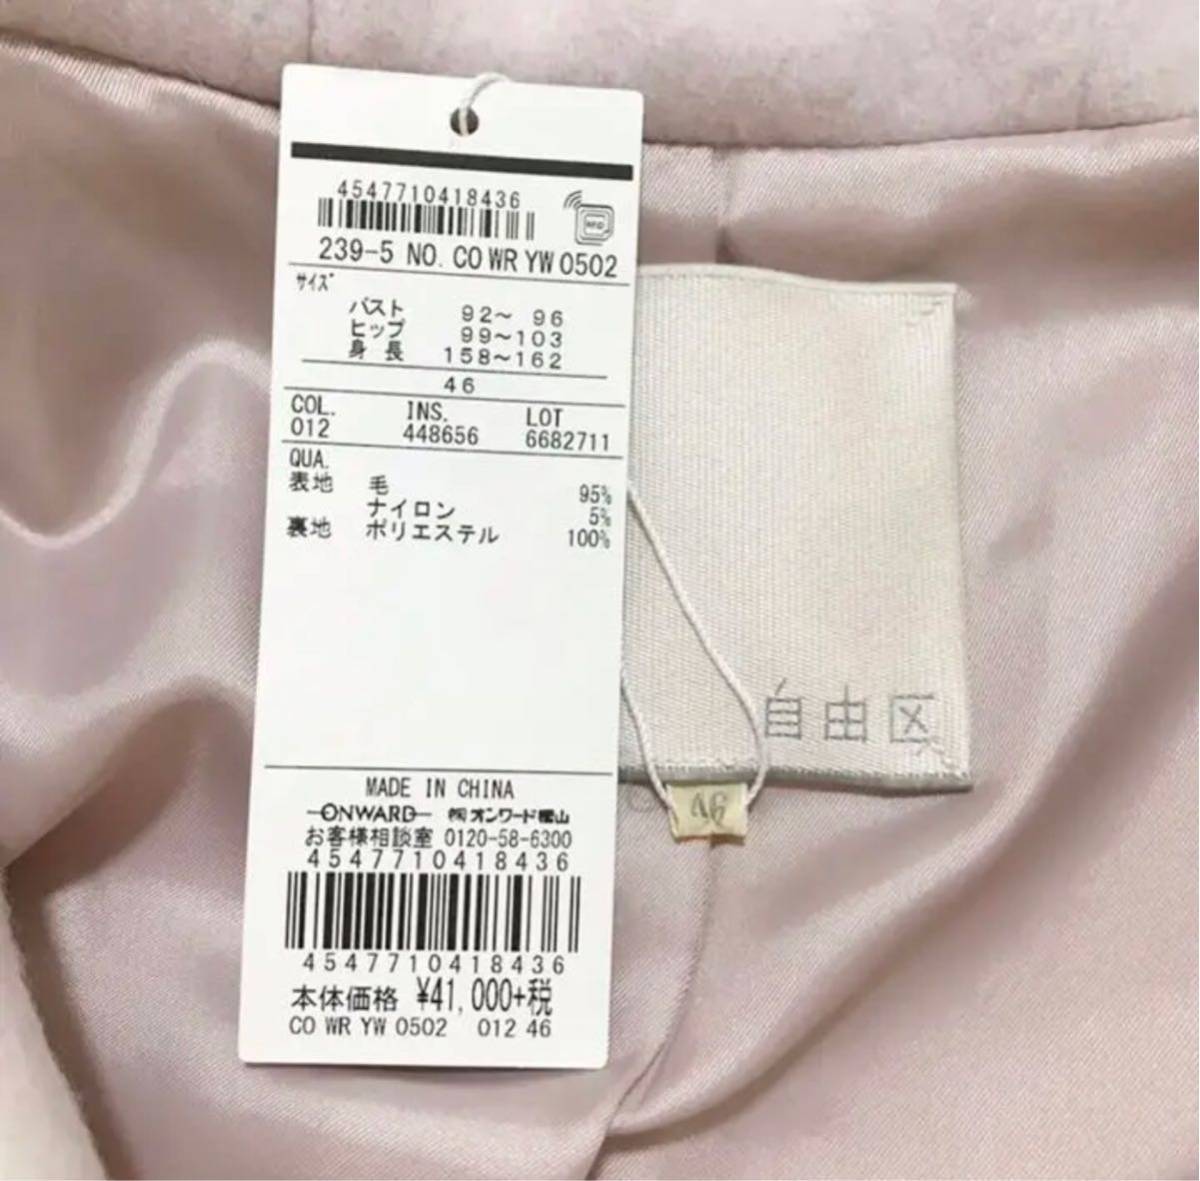 4547710418436
RFID
239-5 NO. CO WR YW 0502
サイズ
バスト 92～ 96
ヒップ 99～103
身長 158～162
46
COL. INS. LOT
012 448656 6682711
QUA.
表地 毛 95%
ナイロン 5%
裏地 ポリエステル 100%
MADE IN CHINA
ONWARD ㈱オンワード樫山
お客様相談室 0120-58-6300
4547710418436
4547710418436
本体価格 ¥41,000+税
CO WR YW 0502 012 46
自由区
46